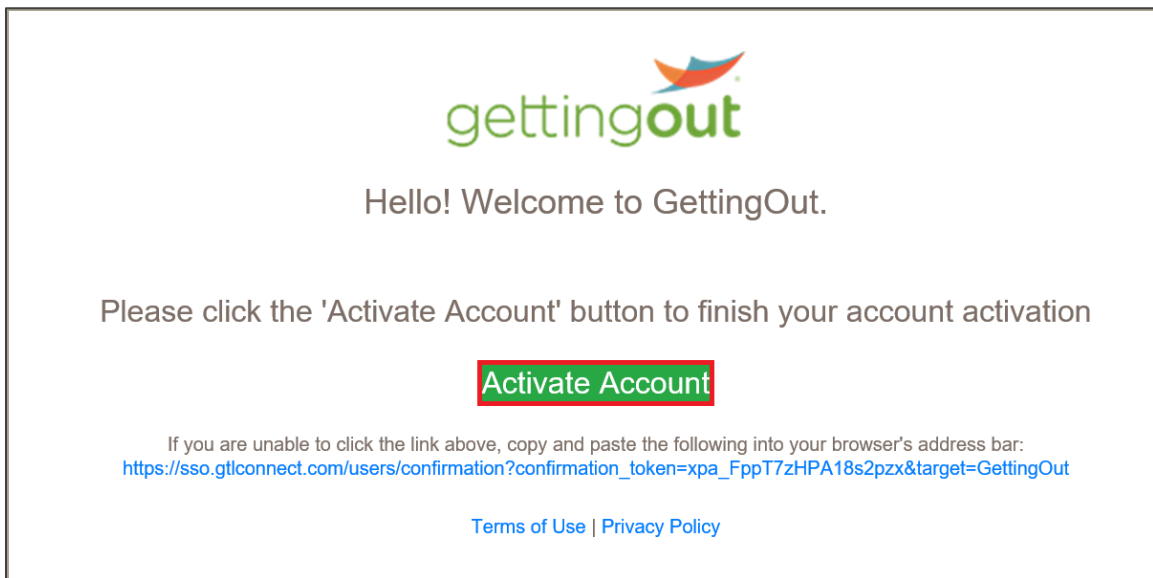 gettingout
Hello! Welcome to GettingOut.
Please click the 'Activate Account' button to finish your account activation
Activate Account
If you are unable to click the link above, copy and paste the following into your browser's address bar:
https://sso.gtlconnect.com/users/confirmation?confirmation_token=xpa_FppT7zHPA18s2pzx&target=GettingOut
Terms of Use | Privacy Policy